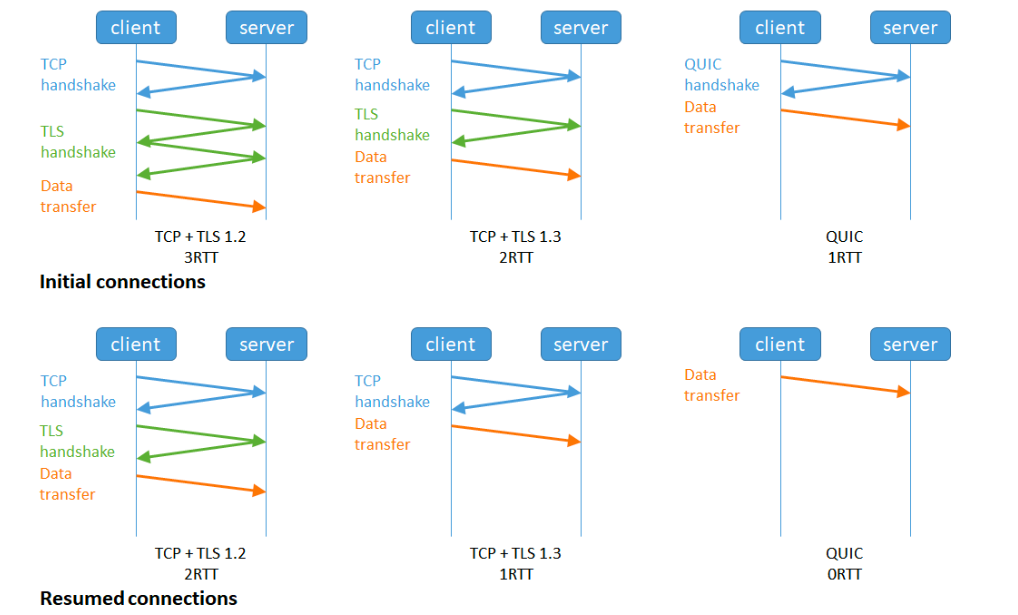 client server
client server
client server
TCP
handshake
TLS
handshake
Data
transfer
TCP + TLS 1.2
3RTT
TCP
handshake
TLS
handshake
Data
transfer
TCP + TLS 1.3
2RTT
QUIC
handshake
Data
transfer
QUIC
1RTT
Initial connections
client server
client server
client server
TCP
handshake
TLS
handshake
Data
transfer
TCP + TLS 1.2
2RTT
TCP
handshake
Data
transfer
TCP + TLS 1.3
1RTT
Data
transfer
QUIC
0RTT
Resumed connections